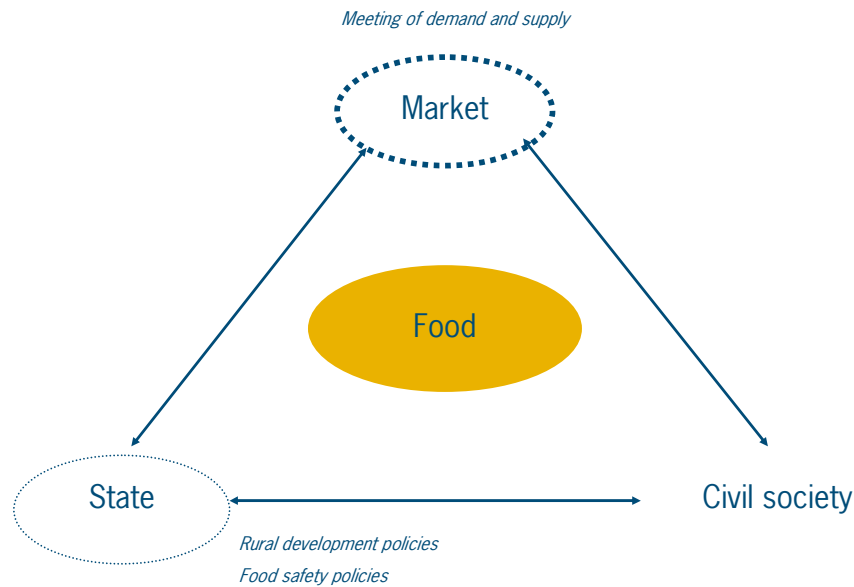 Meeting of demand and supply
Market
Food
State
Civil society
Rural development policies
Food safety policies